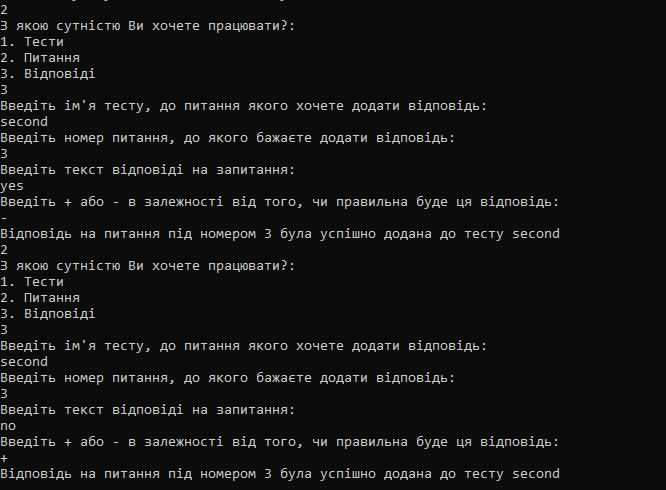 2
З якою сутністю Ви хочете працювати?:
1. Тести
2. Питання
3. Відповіді
3
Введіть ім'я тесту, до питання якого хочете додати відповідь:
second
Введіть номер питання, до якого бажаєте додати відповідь:
3
Введіть текст відповіді на запитання:
yes
Введіть + або - в залежності від того, чи правильна буде ця відповідь:
-
Відповідь на питання під номером 3 була успішно додана до тесту second
2
З якою сутністю Ви хочете працювати?:
1. Тести
2. Питання
3. Відповіді
3
Введіть ім'я тесту, до питання якого хочете додати відповідь:
second
Введіть номер питання, до якого бажаєте додати відповідь:
3
Введіть текст відповіді на запитання:
no
Введіть + або - в залежності від того, чи правильна буде ця відповідь:
+
Відповідь на питання під номером 3 була успішно додана до тесту second